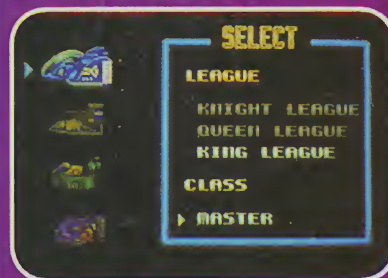 SELECT
LEAGUE
KNIGHT LEAGUE
QUEEN LEAGUE
KING LEAGUE
CLASS
MASTER